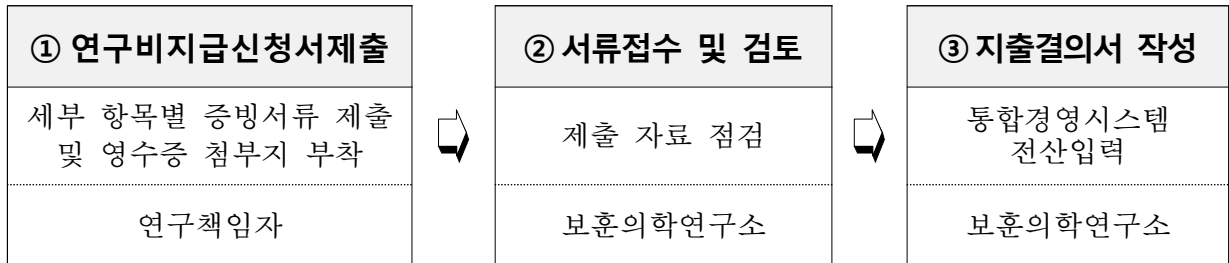 ① 연구비지급신청서제출
세부 항목별 증빙서류 제출
및 영수증 첨부지 부착
연구책임자
② 서류접수 및 검토
제출 자료 점검
보훈의학연구소
③ 지출결의서 작성
통합경영시스템
전산입력
보훈의학연구소